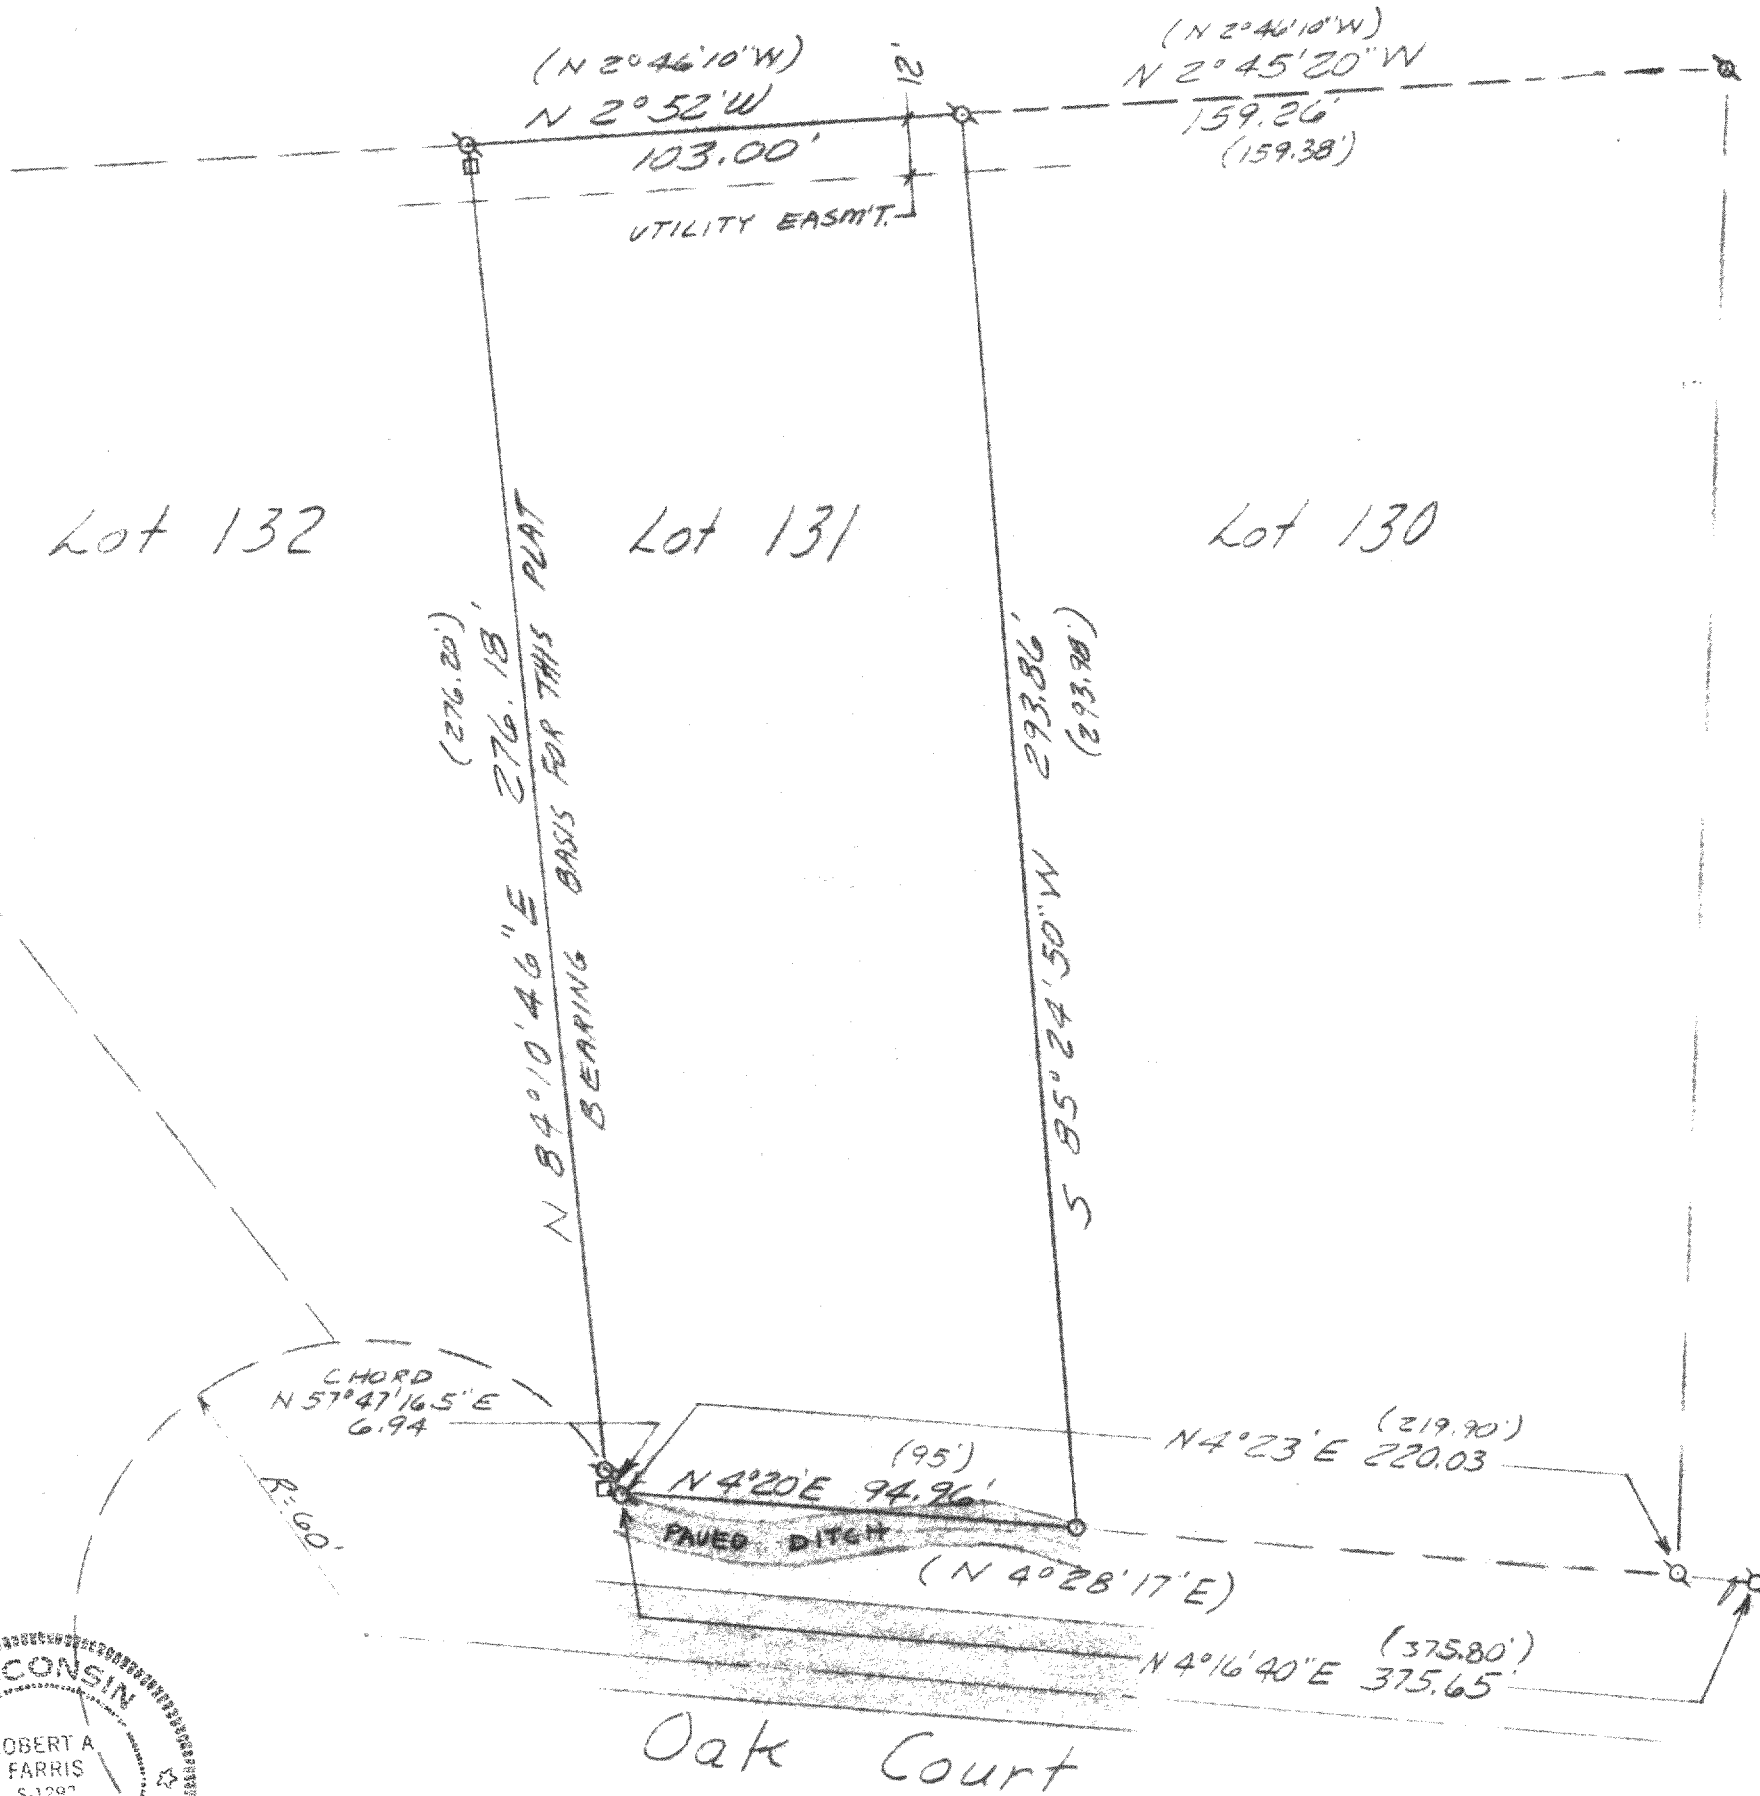 (N 2°46'10"W)
N 2°52'W
103.00'
12'
(N 2°46'10"W)
N 2°45'20"W
159.26'
(159.38')
UTILITY EASM'T.
Lot 132
Lot 131
Lot 130
(276.20')
N 84°10'46"E 276.18'
BEARING BASIS FOR THIS PLAT
S 85°24'50"W 293.86'
(293.98')
CHORD
N 57°47'16.5"E
6.94
R=60'
(95')
N 4°20'E 94.96'
PAVED DITCH
(N 4°28'17"E)
(219.90')
N 4°23'E 220.03
(375.80')
N 4°16'40"E 375.65'
Oak Court
CONSIN
OBERT A
FARRIS